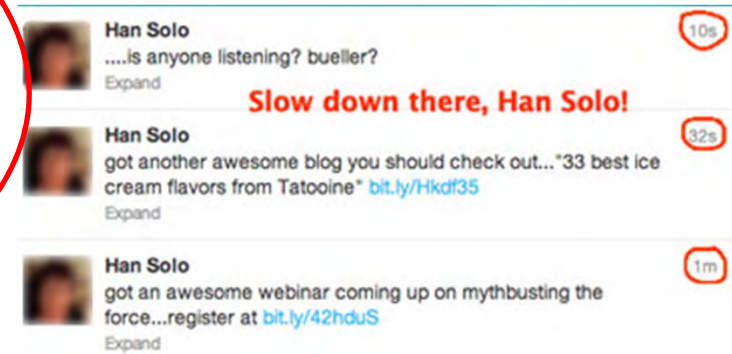 Han Solo 10s
....is anyone listening? bueller?
Expand
Slow down there, Han Solo!
Han Solo 32s
got another awesome blog you should check out..."33 best ice
cream flavors from Tatooine" bit.ly/Hkdf35
Expand
Han Solo 1m
got an awesome webinar coming up on mythbusting the
force...register at bit.ly/42hduS
Expand